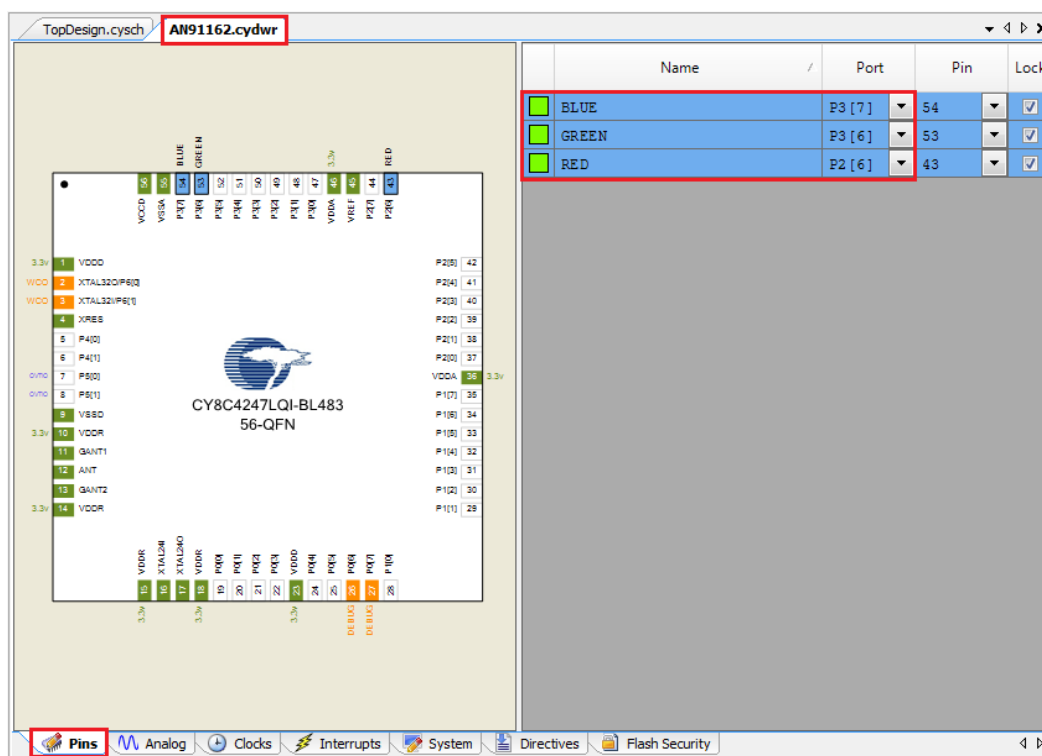 TopDesign.cysch AN91162.cydwr
Name / Port Pin Lock
BLUE P3[7] 54
GREEN P3[6] 53
RED P2[6] 43
BLUE GREEN 3.3v RED
56 55 54 53 52 51 50 49 48 47 46 45 44 43
VCCD VSSA P3[7] P3[6] P3[5] P3[4] P3[3] P3[2] P3[1] P3[0] VDDA VREF P2[7] P2[6]
3.3v 1 VDDD
WCO 2 XTAL32O/P6[0]
WCO 3 XTAL32I/P6[1]
4 XRES
5 P4[0]
6 P4[1]
7 P5[0]
8 P5[1]
9 VSSD
3.3v 10 VDDR
11 GANT1
12 ANT
13 GANT2
3.3v 14 VDDR
P2[5] 42
P2[4] 41
P2[3] 40
P2[2] 39
P2[1] 38
P2[0] 37
VDDA 36 3.3v
P1[7] 35
P1[6] 34
P1[5] 33
P1[4] 32
P1[3] 31
P1[2] 30
P1[1] 29
CY8C4247LQI-BL483
56-QFN
VDDR XTAL24I XTAL24O VDDR P0[0] P0[1] P0[2] P0[3] VDDD P0[4] P0[5] P0[6] P0[7] P1[0]
15 16 17 18 19 20 21 22 23 24 25 26 27 28
3.3v 3.3v 3.3v DEBUG DEBUG
Pins Analog Clocks Interrupts System Directives Flash Security